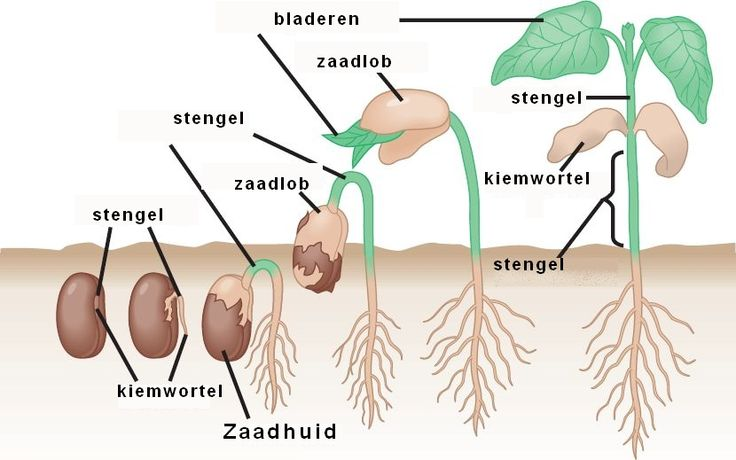 bladeren
zaadlob
stengel
stengel
zaadlob
kiemwortel
stengel
stengel
kiemwortel
Zaadhuid